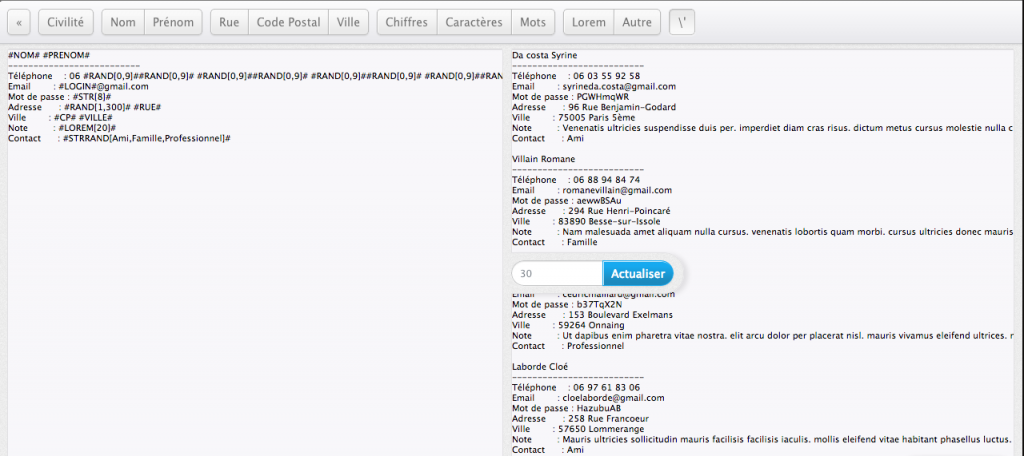 « Civilité Nom Prénom Rue Code Postal Ville Chiffres Caractères Mots Lorem Autre \'
#NOM# #PRENOM#
---------------------------
Téléphone : 06 #RAND[0,9]##RAND[0,9]# #RAND[0,9]##RAND[0,9]# #RAND[0,9]##RAND[0,9]# #RAND[0,9]##RAN
Email : #LOGIN#@gmail.com
Mot de passe : #STR[8]#
Adresse : #RAND[1,300]# #RUE#
Ville : #CP# #VILLE#
Note : #LOREM[20]#
Contact : #STRRAND[Ami,Famille,Professionnel]#
Da costa Syrine
---------------------------
Téléphone : 06 03 55 92 58
Email : syrineda.costa@gmail.com
Mot de passe : PGWHmqWR
Adresse : 96 Rue Benjamin-Godard
Ville : 75005 Paris 5ème
Note : Venenatis ultricies suspendisse duis per. imperdiet diam cras risus. dictum metus cursus molestie nulla c
Contact : Ami
Villain Romane
---------------------------
Téléphone : 06 88 94 84 74
Email : romanevillain@gmail.com
Mot de passe : aewwBSAu
Adresse : 294 Rue Henri-Poincaré
Ville : 83890 Besse-sur-Issole
Note : Nam malesuada amet aliquam nulla cursus. venenatis lobortis quam morbi. cursus ultricies donec mauris
Contact : Famille
30 Actualiser
Email : cedricmaillard@gmail.com
Mot de passe : b37TqX2N
Adresse : 153 Boulevard Exelmans
Ville : 59264 Onnaing
Note : Ut dapibus enim pharetra vitae nostra. elit arcu dolor per placerat nisl. mauris vivamus eleifend ultrices.
Contact : Professionnel
Laborde Cloé
---------------------------
Téléphone : 06 97 61 83 06
Email : cloelaborde@gmail.com
Mot de passe : HazubuAB
Adresse : 258 Rue Francoeur
Ville : 57650 Lommerange
Note : Mauris ultricies sollicitudin mauris facilisis facilisis iaculis. mollis eleifend vitae habitant phasellus luctus.
Contact : Ami